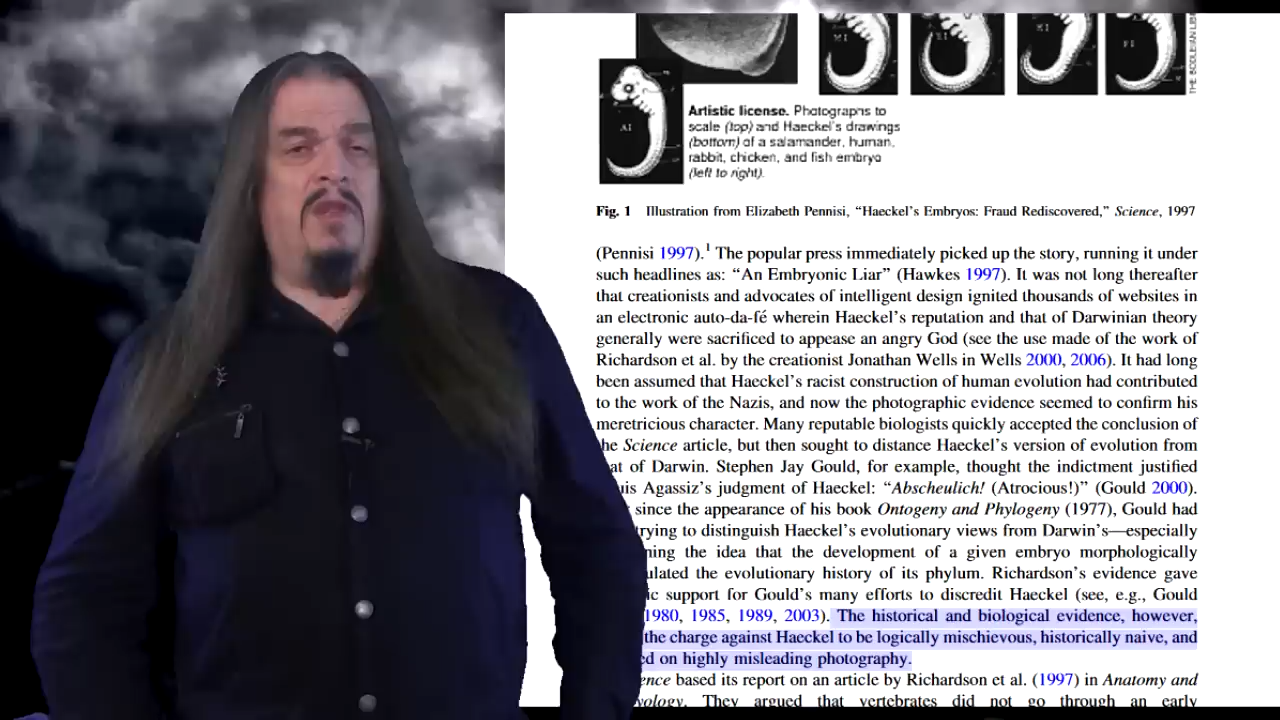 THE BODLEIAN LIB
M I
K I
F I
A I
Artistic license. Photographs to
scale (top) and Haeckel's drawings
(bottom) of a salamander, human,
rabbit, chicken, and fish embryo
(left to right).
Fig. 1 Illustration from Elizabeth Pennisi, "Haeckel's Embryos: Fraud Rediscovered," Science, 1997
(Pennisi 1997).1 The popular press immediately picked up the story, running it under
such headlines as: "An Embryonic Liar" (Hawkes 1997). It was not long thereafter
that creationists and advocates of intelligent design ignited thousands of websites in
an electronic auto-da-fé wherein Haeckel's reputation and that of Darwinian theory
generally were sacrificed to appease an angry God (see the use made of the work of
Richardson et al. by the creationist Jonathan Wells in Wells 2000, 2006). It had long
been assumed that Haeckel's racist construction of human evolution had contributed
to the work of the Nazis, and now the photographic evidence seemed to confirm his
meretricious character. Many reputable biologists quickly accepted the conclusion of
he Science article, but then sought to distance Haeckel's version of evolution from
at of Darwin. Stephen Jay Gould, for example, thought the indictment justified
uis Agassiz's judgment of Haeckel: "Abscheulich! (Atrocious!)" (Gould 2000).
since the appearance of his book Ontogeny and Phylogeny (1977), Gould had
trying to distinguish Haeckel's evolutionary views from Darwin's—especially
ning the idea that the development of a given embryo morphologically
ulated the evolutionary history of its phylum. Richardson's evidence gave
ic support for Gould's many efforts to discredit Haeckel (see, e.g., Gould
1980, 1985, 1989, 2003). The historical and biological evidence, however,
the charge against Haeckel to be logically mischievous, historically naive, and
ed on highly misleading photography.
ence based its report on an article by Richardson et al. (1997) in Anatomy and
yology. They argued that vertebrates did not go through an early